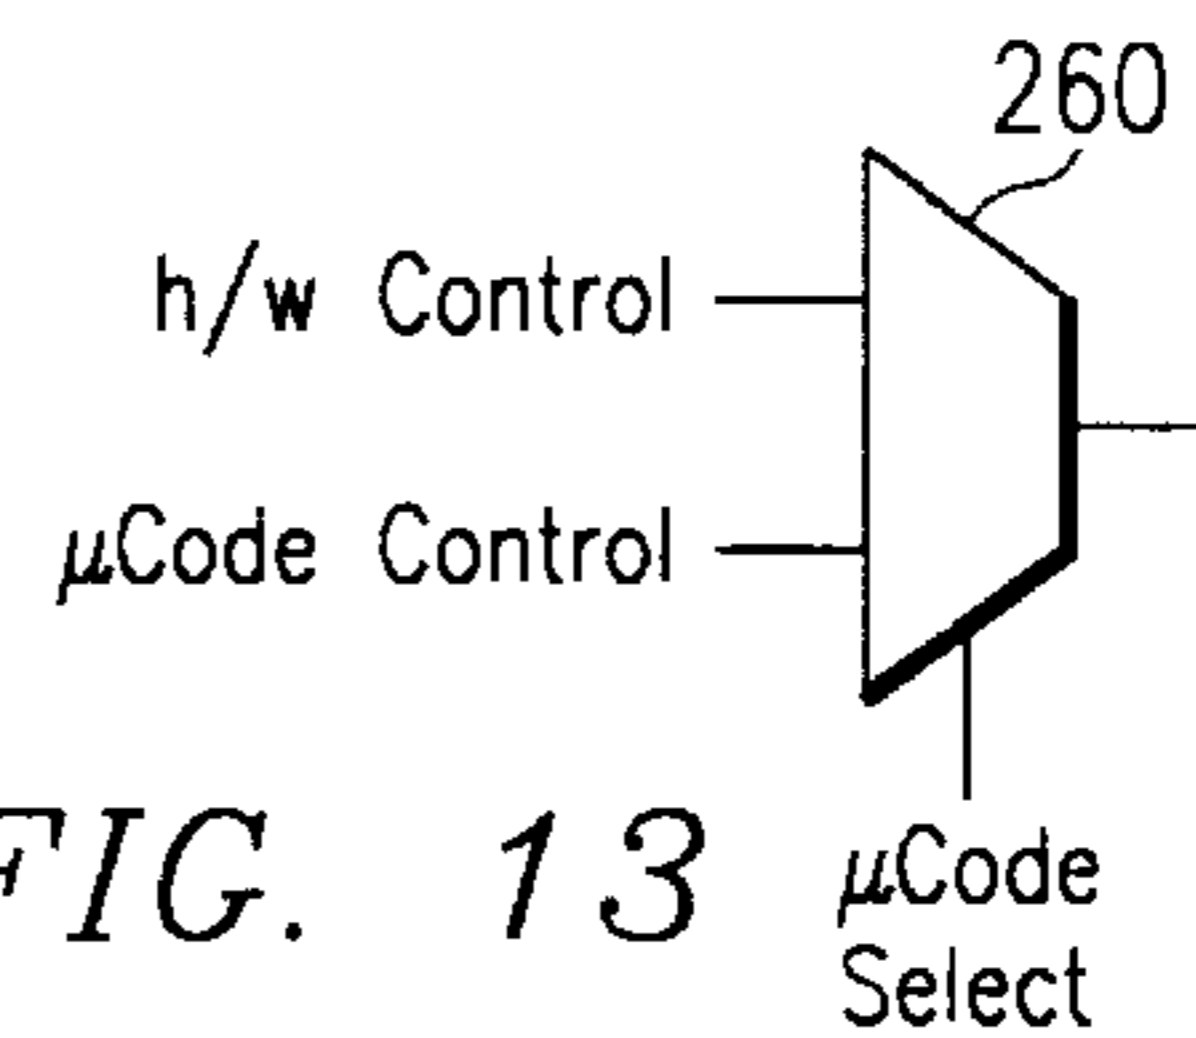 260
h/w Control
μCode Control
FIG. 13
μCode
Select